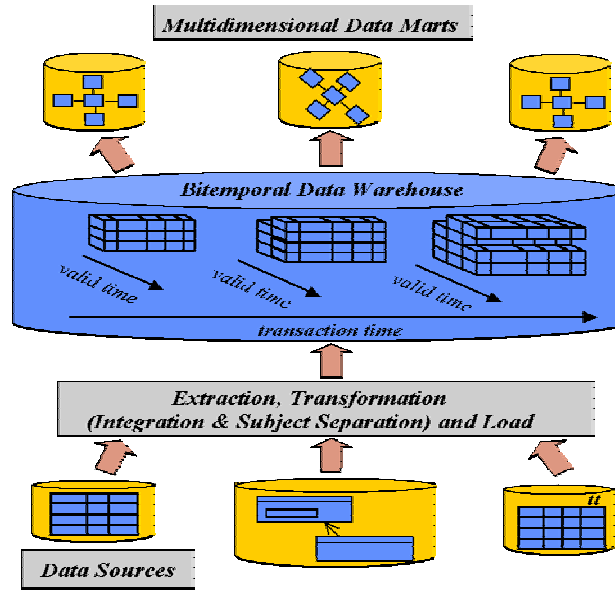 Multidimensional Data Marts
Bitemporal Data Warehouse
valid time
valid time
valid time
transaction time
Extraction, Transformation
(Integration & Subject Separation) and Load
tt
Data Sources